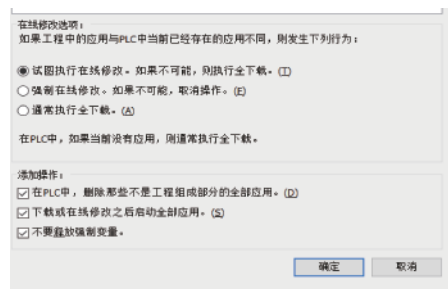 在线修改选项：
如果工程中的应用与PLC中当前已经存在的应用不同，则发生下列行为：
试图执行在线修改。如果不可能，则执行全下载。(T)
强制在线修改。如果不可能，取消操作。(F)
通常执行全下载。(A)
在PLC中，如果当前没有应用，则通常执行全下载。
添加操作：
在PLC中，删除那些不是工程组成部分的全部应用。(D)
下载或在线修改之后启动全部应用。(S)
不要释放强制变量。
确定 取消